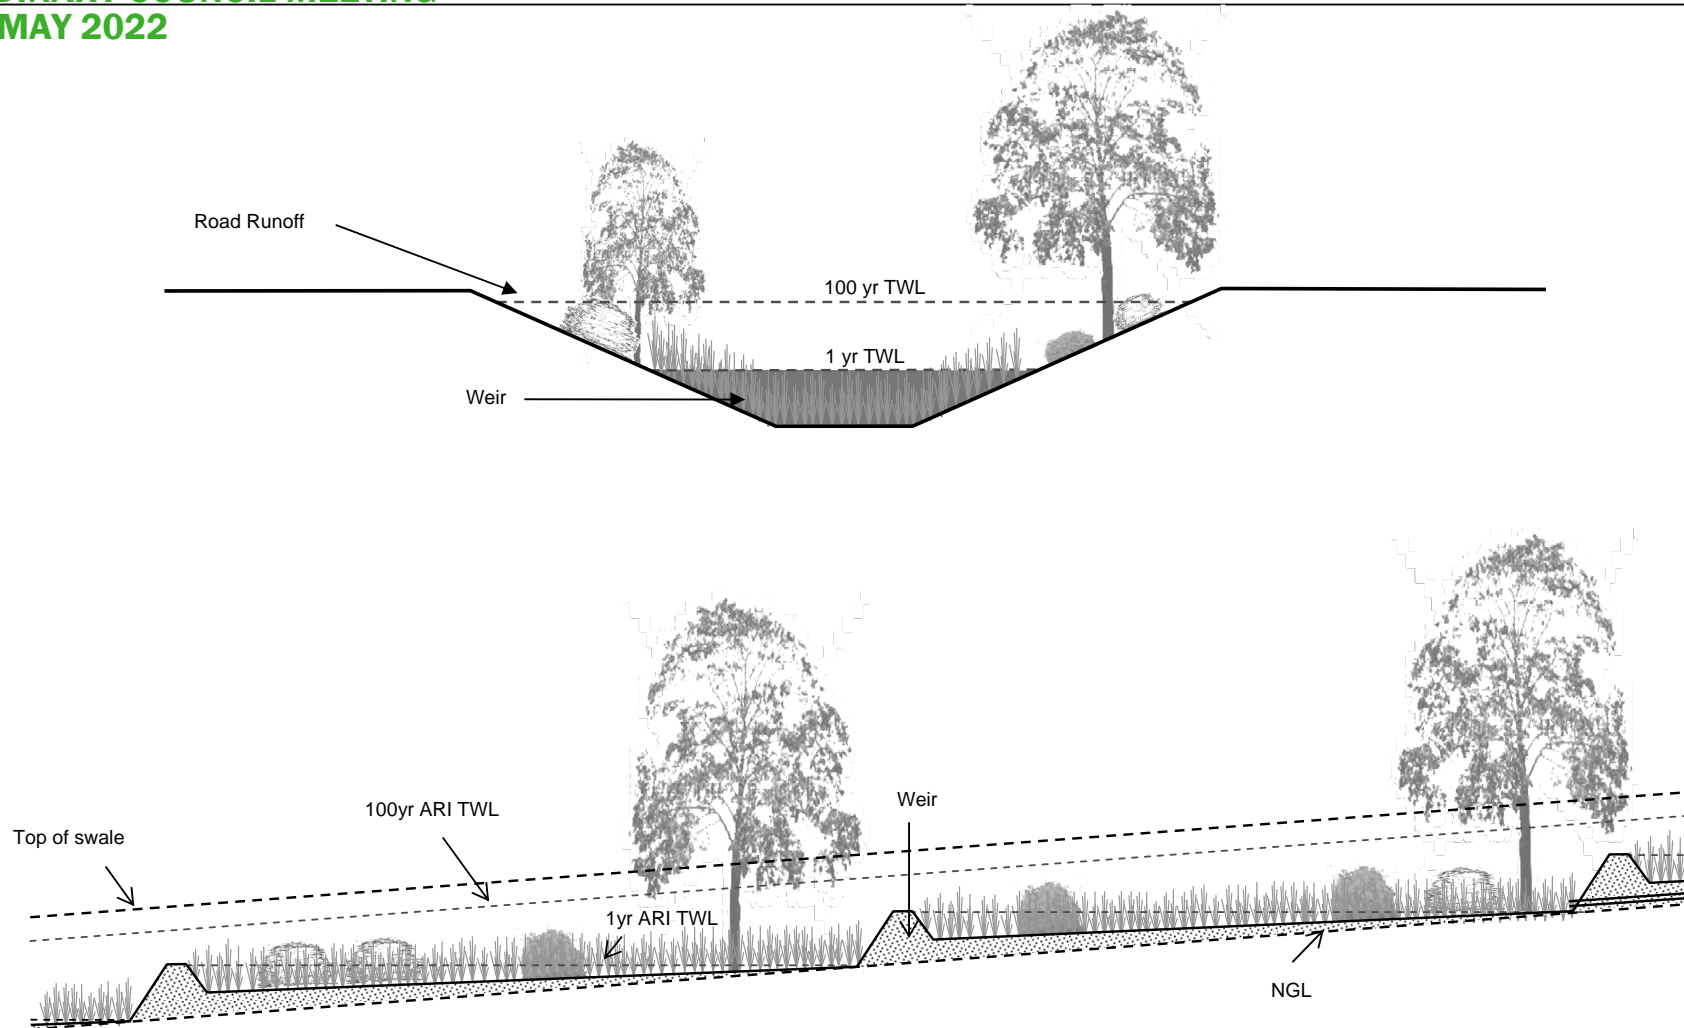 MAY 2022
Road Runoff
100 yr TWL
1 yr TWL
Weir
100yr ARI TWL
Weir
Top of swale
1yr ARI TWL
NGL